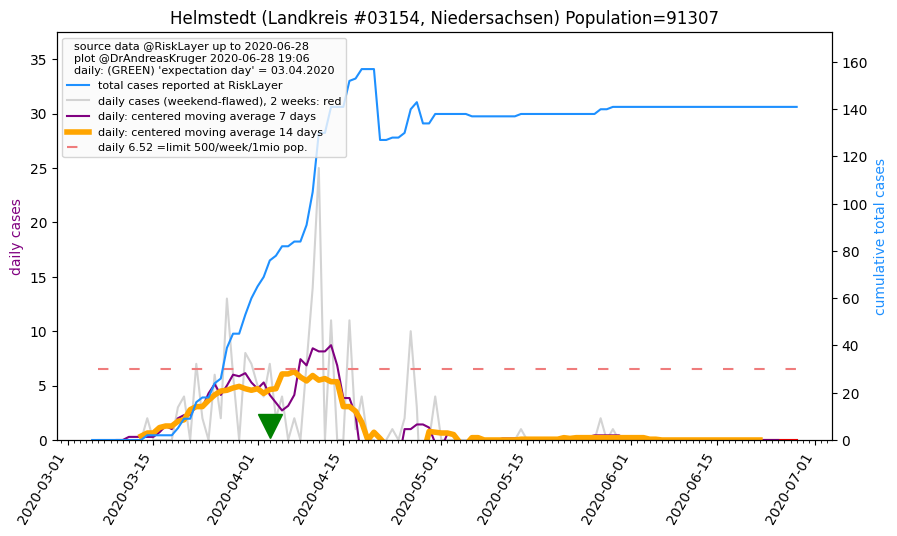 Helmstedt (Landkreis #03154, Niedersachsen) Population=91307
source data @RiskLayer up to 2020-06-28
plot @DrAndreasKruger 2020-06-28 19:06
daily: (GREEN) 'expectation day' = 03.04.2020
total cases reported at RiskLayer
daily cases (weekend-flawed), 2 weeks: red
daily: centered moving average 7 days
daily: centered moving average 14 days
daily 6.52 =limit 500/week/1mio pop.
daily cases
35
30
25
20
15
10
5
0
cumulative total cases
160
140
120
100
80
60
40
20
0
2020-03-01
2020-03-15
2020-04-01
2020-04-15
2020-05-01
2020-05-15
2020-06-01
2020-06-15
2020-07-01